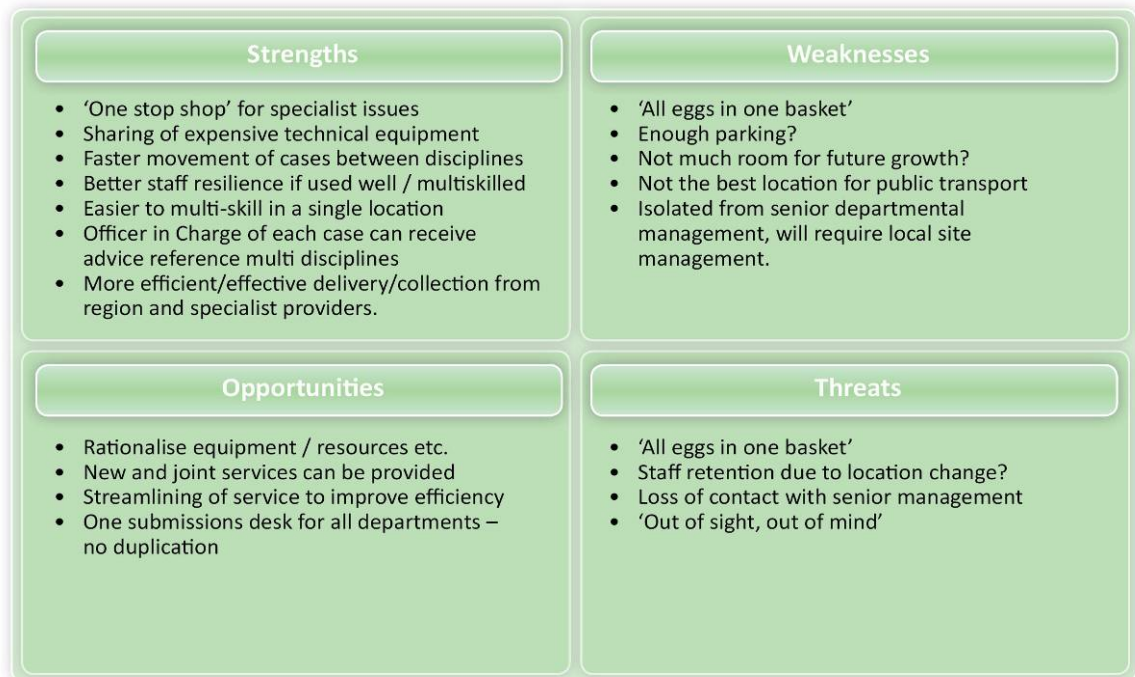 Strengths
• ‘One stop shop’ for specialist issues
• Sharing of expensive technical equipment
• Faster movement of cases between disciplines
• Better staff resilience if used well / multiskilled
• Easier to multi-skill in a single location
• Officer in Charge of each case can receive
advice reference multi disciplines
• More efficient/effective delivery/collection from
region and specialist providers.
Weaknesses
• ‘All eggs in one basket’
• Enough parking?
• Not much room for future growth?
• Not the best location for public transport
• Isolated from senior departmental
management, will require local site
management.
Opportunities
• Rationalise equipment / resources etc.
• New and joint services can be provided
• Streamlining of service to improve efficiency
• One submissions desk for all departments –
no duplication
Threats
• ‘All eggs in one basket’
• Staff retention due to location change?
• Loss of contact with senior management
• ‘Out of sight, out of mind’